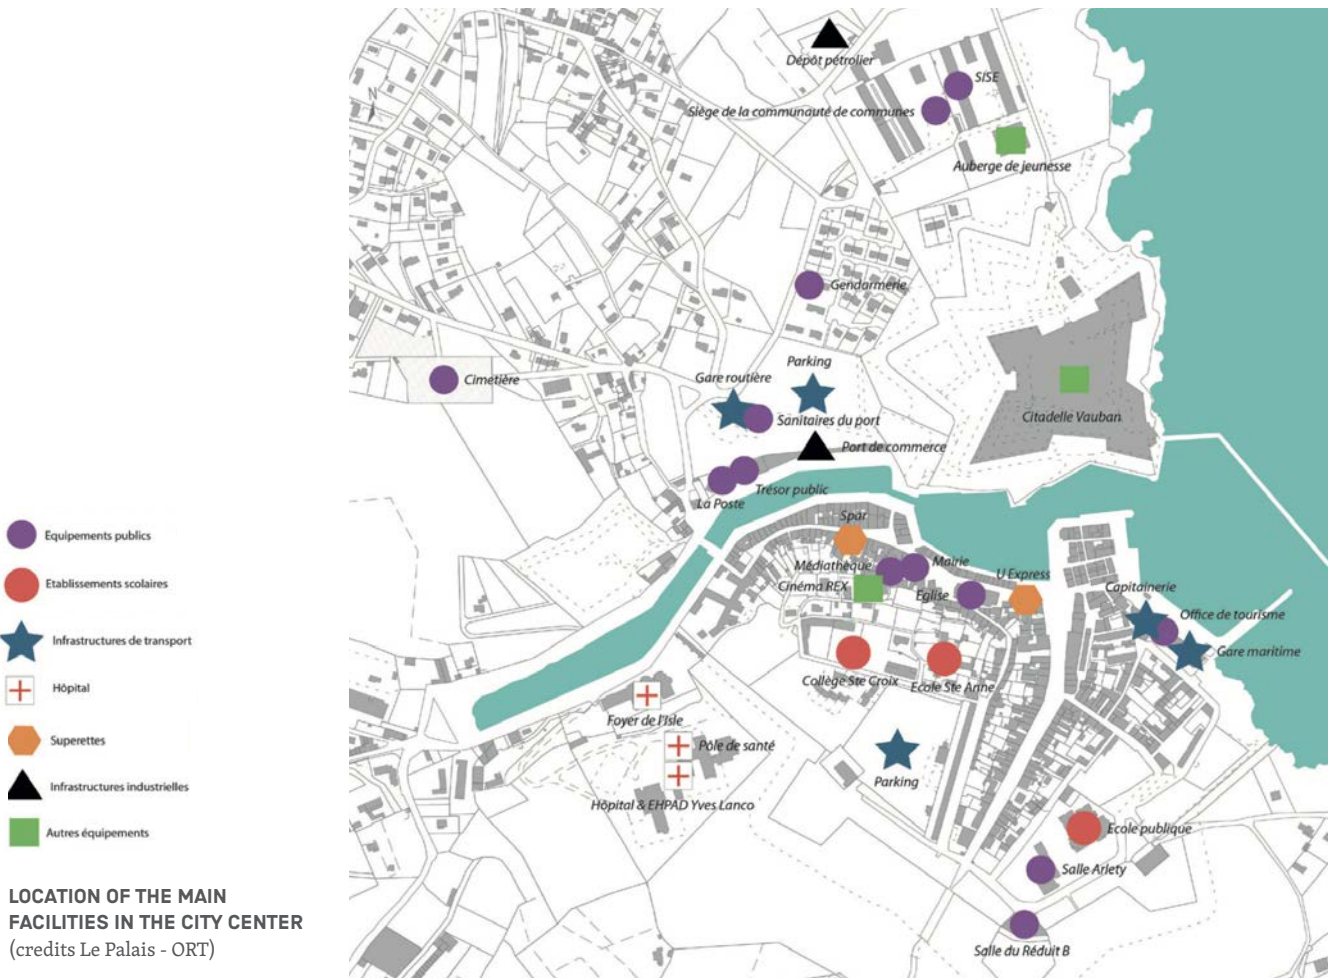 Equipements publics
Etablissements scolaires
Infrastructures de transport
Hôpital
Superettes
Infrastructures industrielles
Autres équipements
LOCATION OF THE MAIN
FACILITIES IN THE CITY CENTER
(credits Le Palais - ORT)
N
Dépôt pétrolier
SISE
Siège de la communauté de communes
Auberge de jeunesse
Gendarmerie
Parking
Gare routière
Cimetière
Sanitaires du port
Citadelle Vauban
Port de commerce
Trésor public
La Poste
Spar
Médiathèque
Mairie
Cinéma REX
Eglise
U Express
Capitainerie
Office de tourisme
Gare maritime
Collège Ste Croix
Ecole Ste Anne
Foyer de l'Isle
Pôle de santé
Parking
Hôpital & EHPAD Yves Lanco
Ecole publique
Salle Arlety
Salle du Réduit B